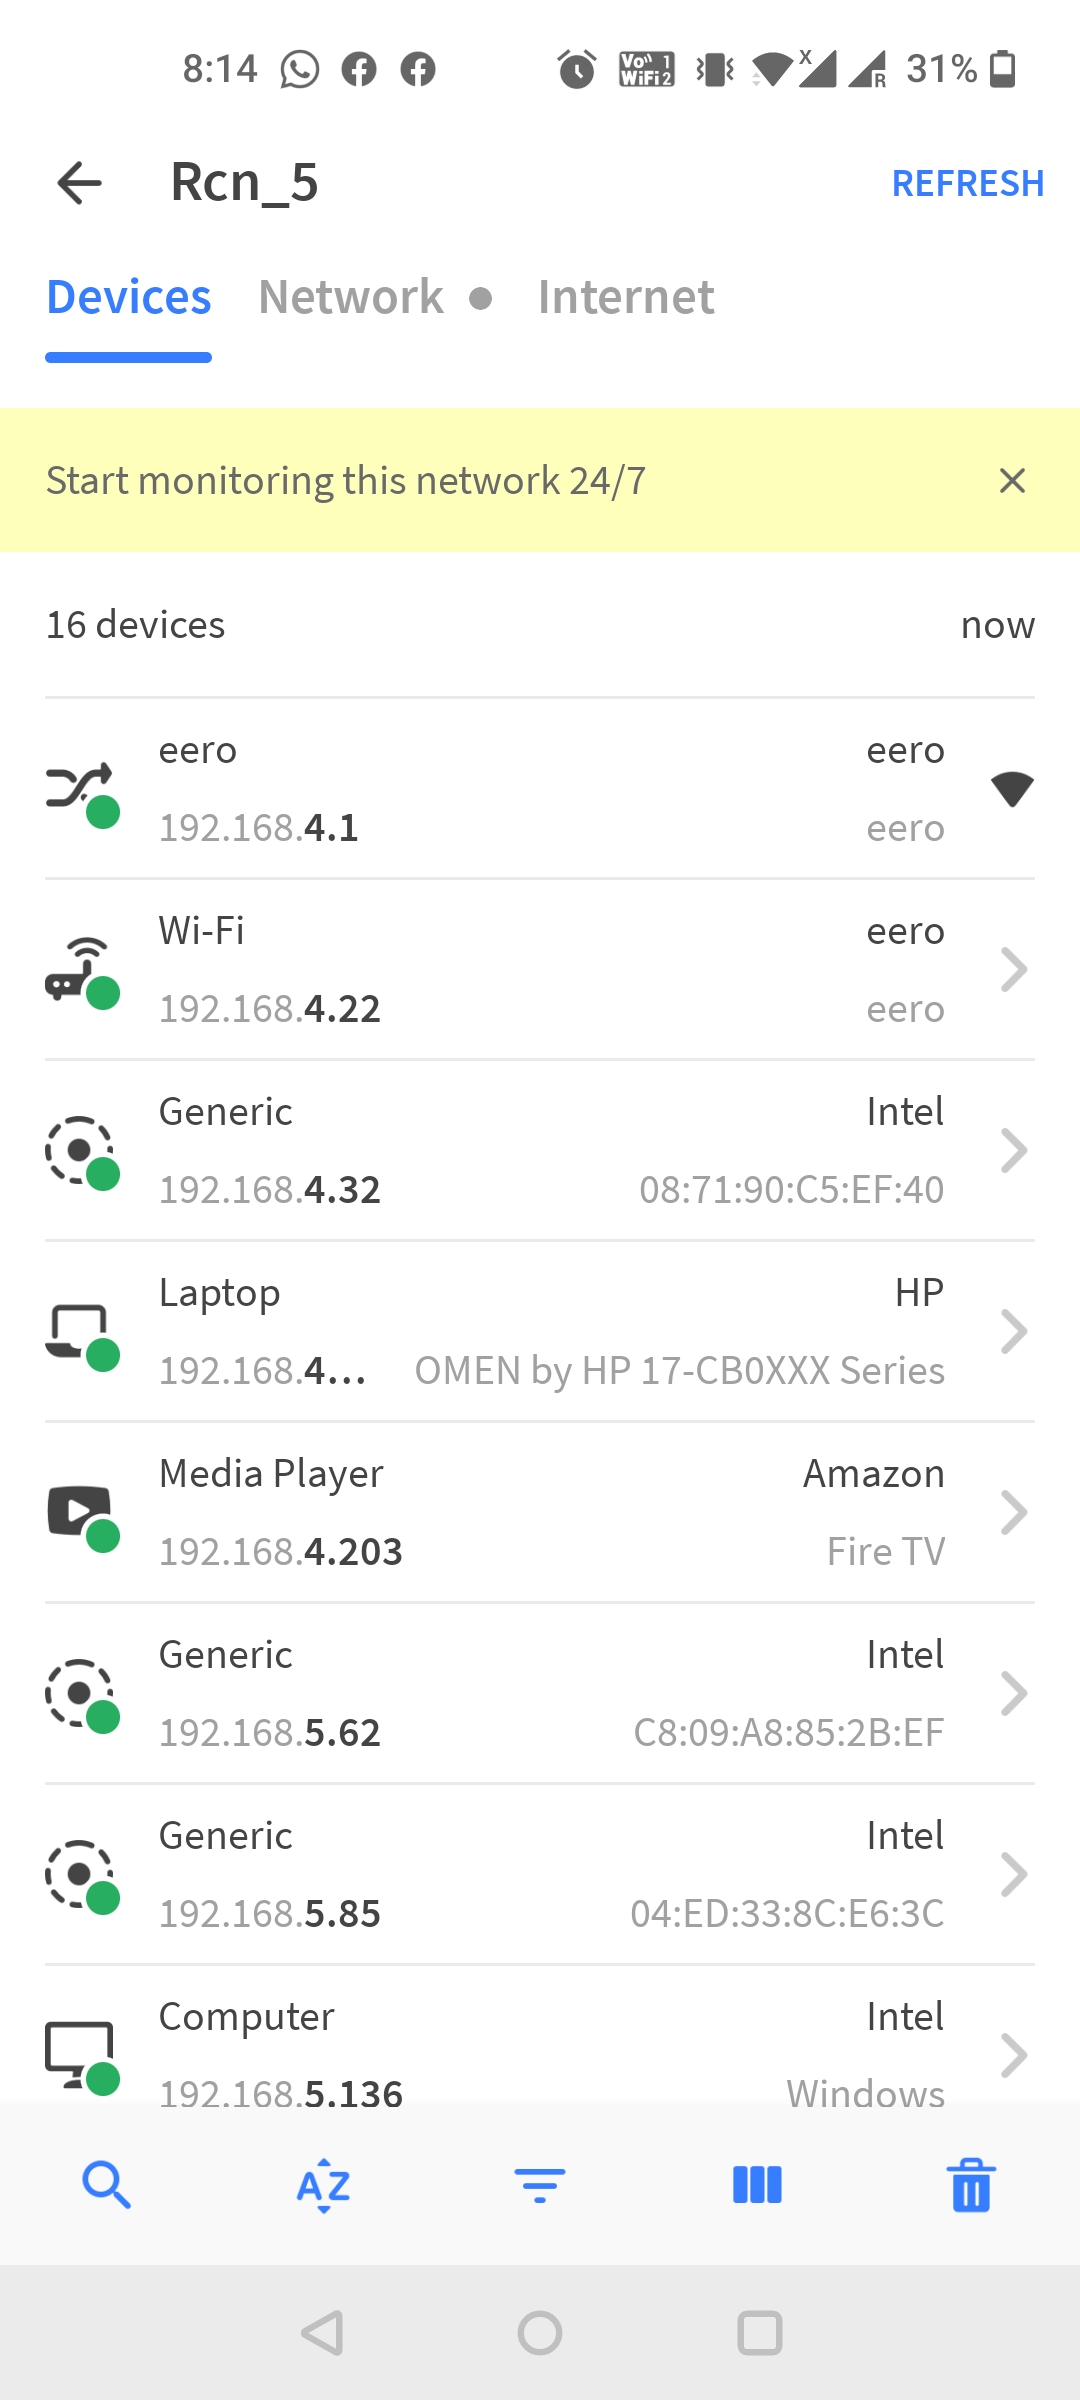 8:14 Vo 1 WiFi 2 X R 31%
Rcn_5 REFRESH
Devices Network Internet
Start monitoring this network 24/7
16 devices now
eero eero
192.168.4.1 eero
Wi-Fi eero
192.168.4.22 eero
Generic Intel
192.168.4.32 08:71:90:C5:EF:40
Laptop HP
192.168.4... OMEN by HP 17-CB0XXX Series
Media Player Amazon
192.168.4.203 Fire TV
Generic Intel
192.168.5.62 C8:09:A8:85:2B:EF
Generic Intel
192.168.5.85 04:ED:33:8C:E6:3C
Computer Intel
192.168.5.136 Windows
AZ